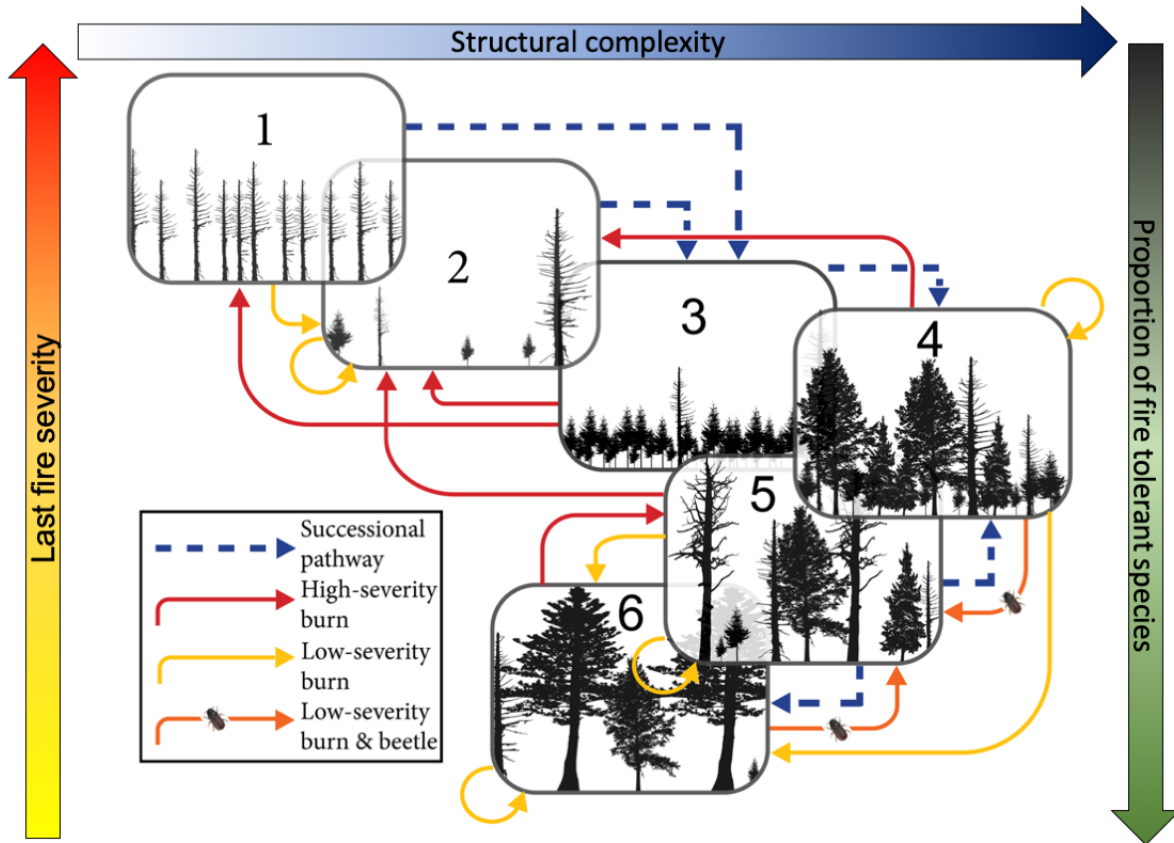 Structural complexity
Last fire severity
Proportion of fire tolerant species
1
2
3
4
5
6
Successional
pathway
High-severity
burn
Low-severity
burn
Low-severity
burn & beetle